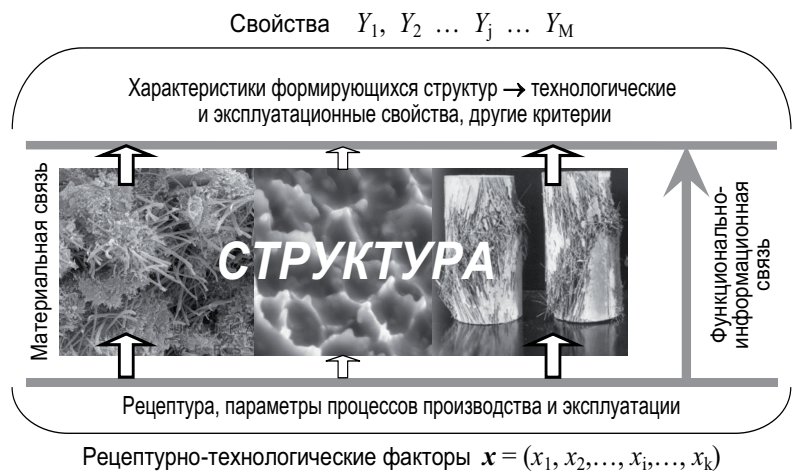 Свойства Y₁, Y₂ … Yⱼ … Yᴍ
Характеристики формирующихся структур → технологические
и эксплуатационные свойства, другие критерии
Материальная связь
СТРУКТУРА
Функционально-
информационная
связь
Рецептура, параметры процессов производства и эксплуатации
Рецептурно-технологические факторы x = (x₁, x₂,…, xᵢ,…, xₖ)